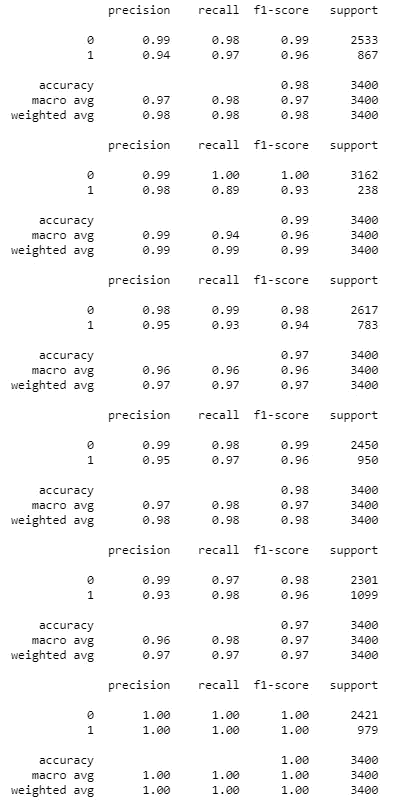 precision recall f1-score support
0 0.99 0.98 0.99 2533
1 0.94 0.97 0.96 867
accuracy 0.98 3400
macro avg 0.97 0.98 0.97 3400
weighted avg 0.98 0.98 0.98 3400
precision recall f1-score support
0 0.99 1.00 1.00 3162
1 0.98 0.89 0.93 238
accuracy 0.99 3400
macro avg 0.99 0.94 0.96 3400
weighted avg 0.99 0.99 0.99 3400
precision recall f1-score support
0 0.98 0.99 0.98 2617
1 0.95 0.93 0.94 783
accuracy 0.97 3400
macro avg 0.96 0.96 0.96 3400
weighted avg 0.97 0.97 0.97 3400
precision recall f1-score support
0 0.99 0.98 0.99 2450
1 0.95 0.97 0.96 950
accuracy 0.98 3400
macro avg 0.97 0.98 0.97 3400
weighted avg 0.98 0.98 0.98 3400
precision recall f1-score support
0 0.99 0.97 0.98 2301
1 0.93 0.98 0.96 1099
accuracy 0.97 3400
macro avg 0.96 0.98 0.97 3400
weighted avg 0.97 0.97 0.97 3400
precision recall f1-score support
0 1.00 1.00 1.00 2421
1 1.00 1.00 1.00 979
accuracy 1.00 3400
macro avg 1.00 1.00 1.00 3400
weighted avg 1.00 1.00 1.00 3400